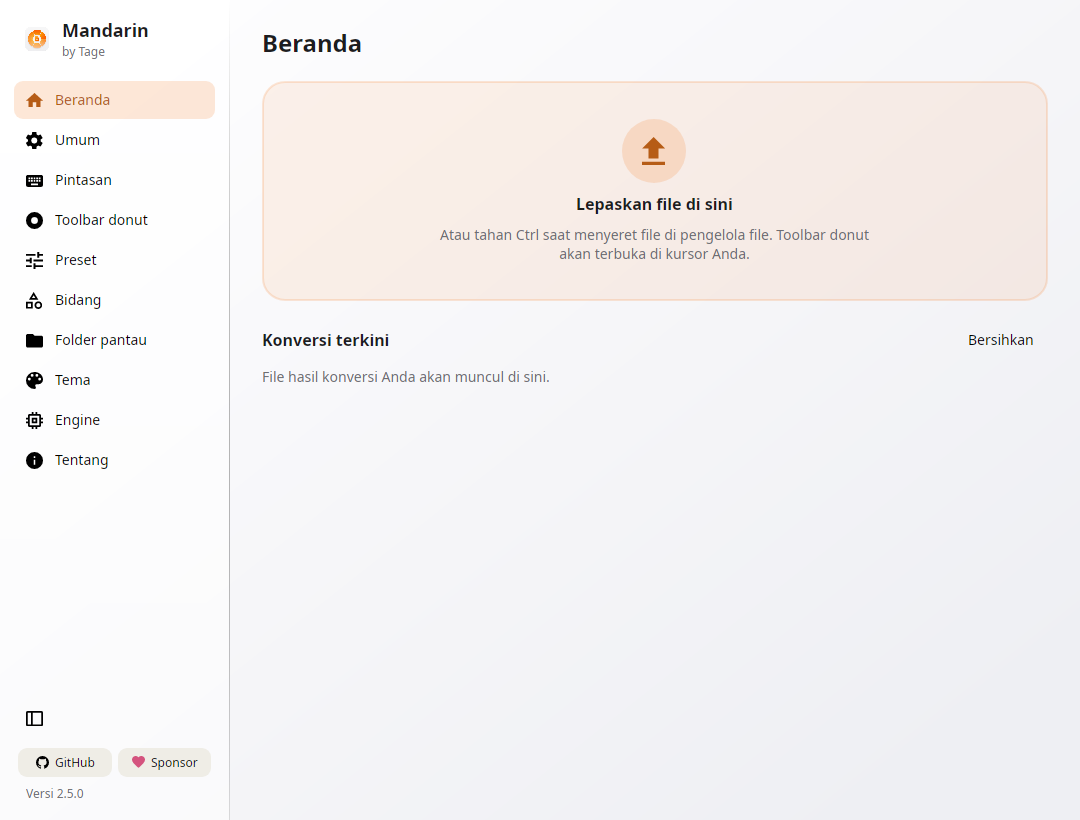 Mandarin
by Tage
Beranda
Umum
Pintasan
Toolbar donut
Preset
Bidang
Folder pantau
Tema
Engine
Tentang
GitHub
Sponsor
Versi 2.5.0
Beranda
Lepaskan file di sini
Atau tahan Ctrl saat menyeret file di pengelola file. Toolbar donut
akan terbuka di kursor Anda.
Konversi terkini
Bersihkan
File hasil konversi Anda akan muncul di sini.